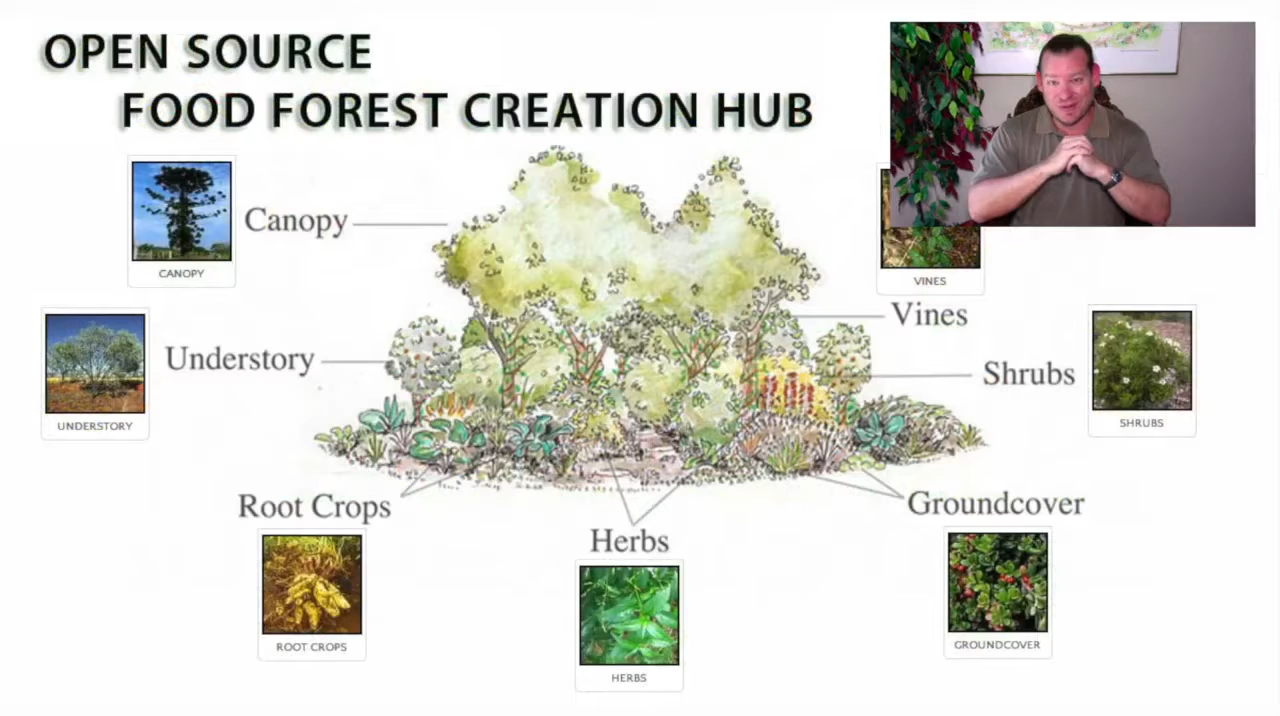 OPEN SOURCE
FOOD FOREST CREATION HUB
CANOPY
Canopy
VINES
Vines
UNDERSTORY
Understory
Shrubs
SHRUBS
Root Crops
ROOT CROPS
Herbs
HERBS
Groundcover
GROUNDCOVER